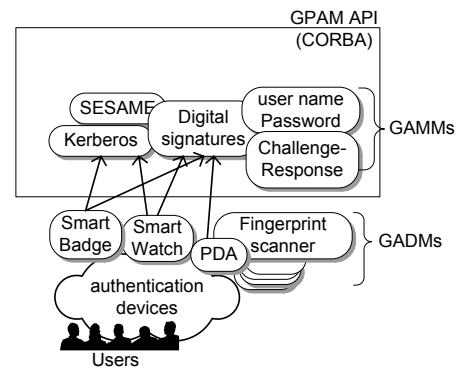 GPAM API
(CORBA)
SESAME
Kerberos
Digital
signatures
user name
Password
Challenge-
Response
GAMMs
Smart
Badge
Smart
Watch
PDA
Fingerprint
scanner
GADMs
authentication
devices
Users